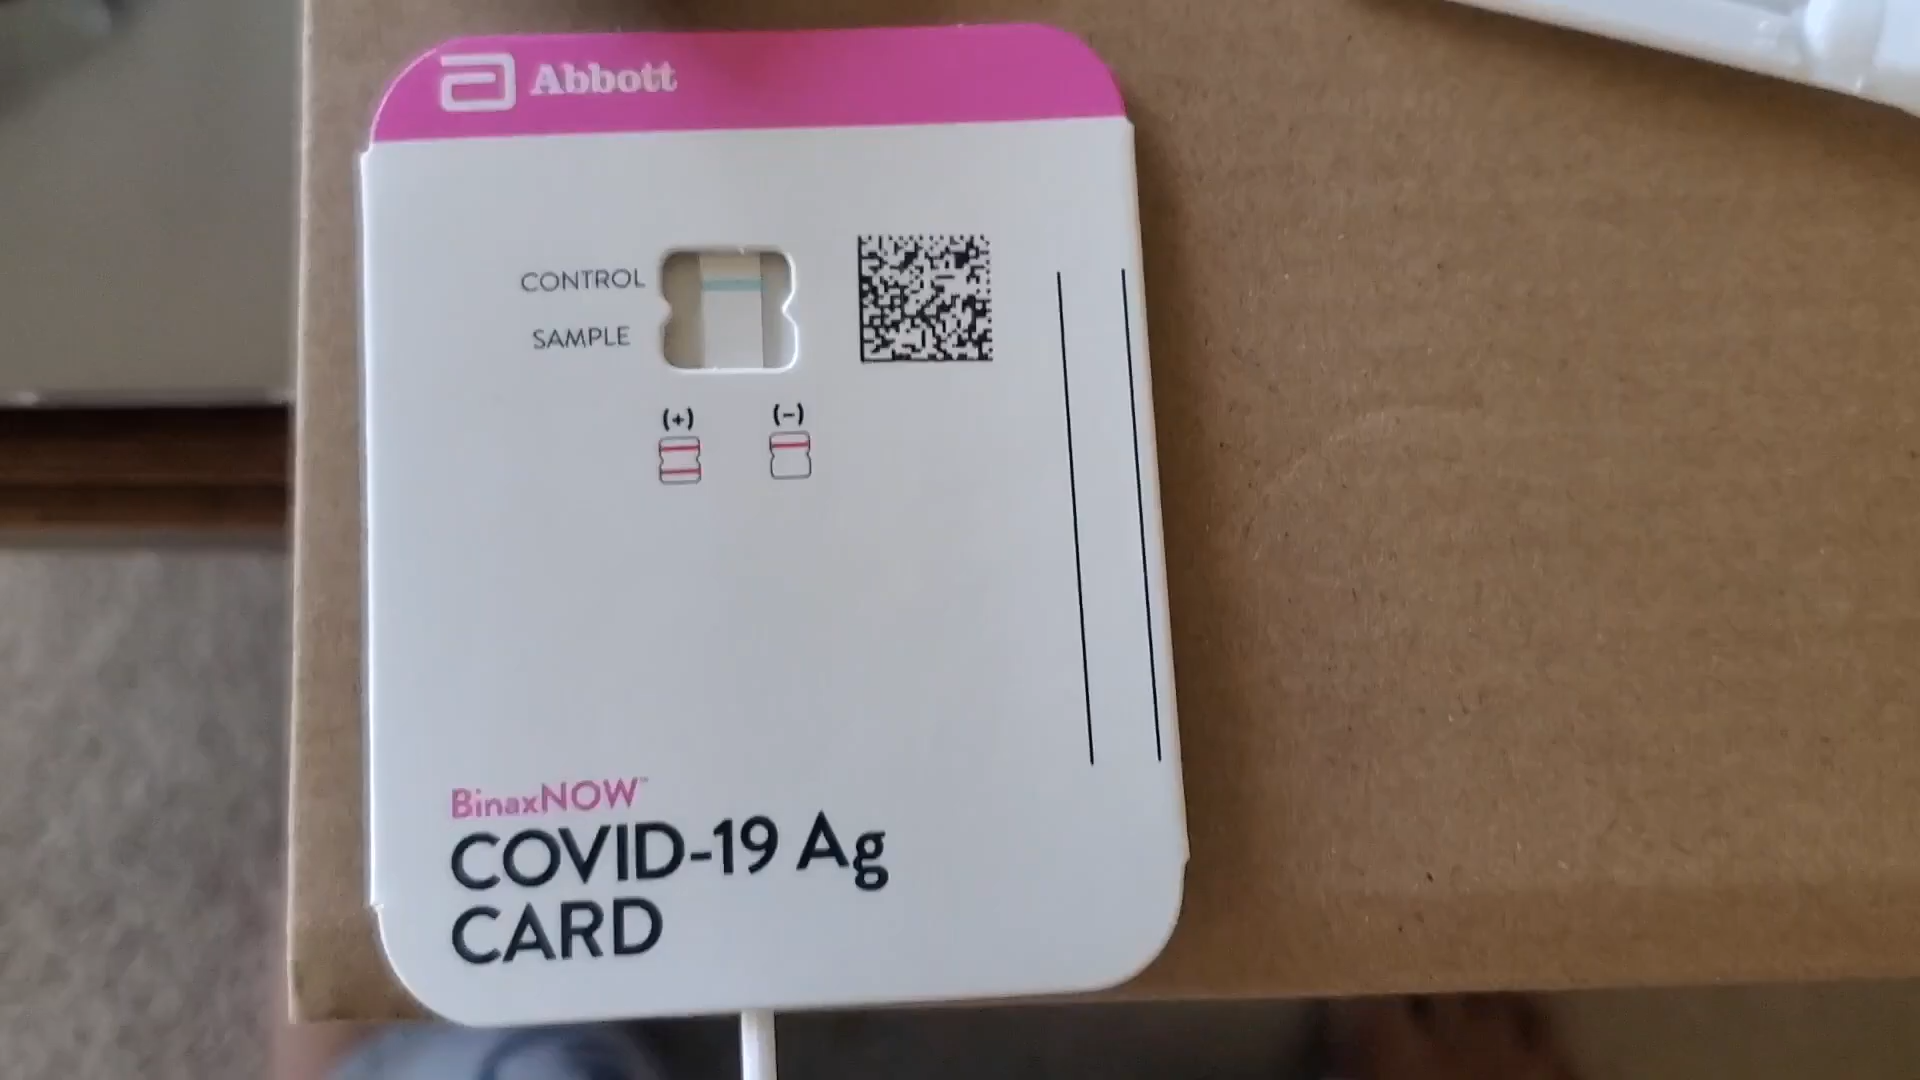 Abbott
CONTROL
SAMPLE
(+) (-)
BinaxNOW™
COVID-19 Ag
CARD